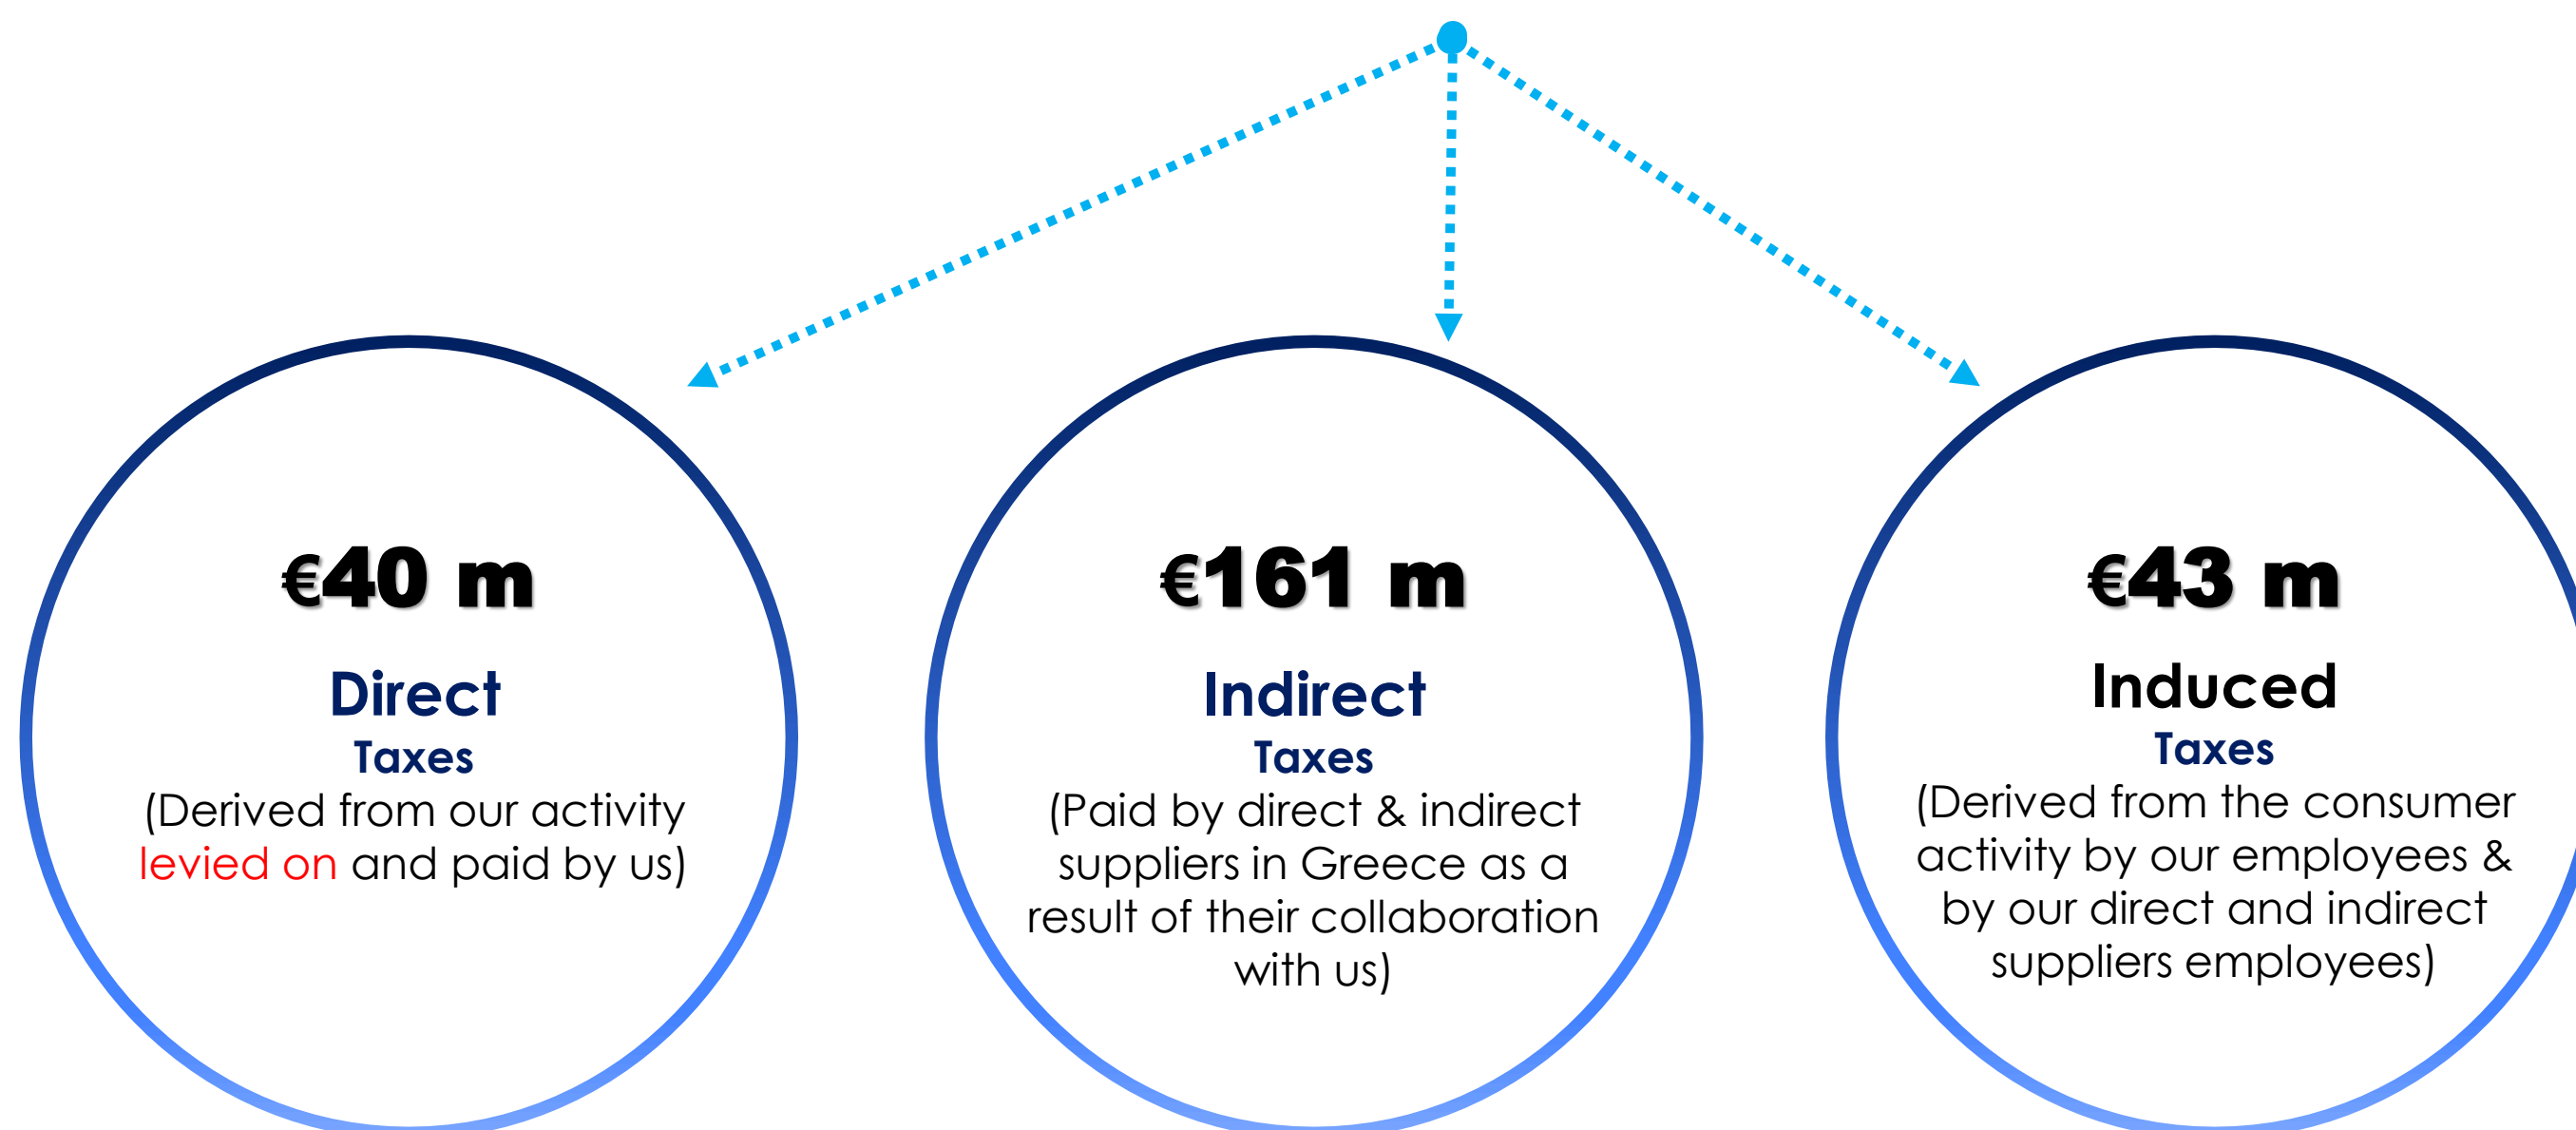 €40 m
Direct
Taxes
(Derived from our activity
levied on and paid by us)
€161 m
Indirect
Taxes
(Paid by direct & indirect
suppliers in Greece as a
result of their collaboration
with us)
€43 m
Induced
Taxes
(Derived from the consumer
activity by our employees &
by our direct and indirect
suppliers employees)